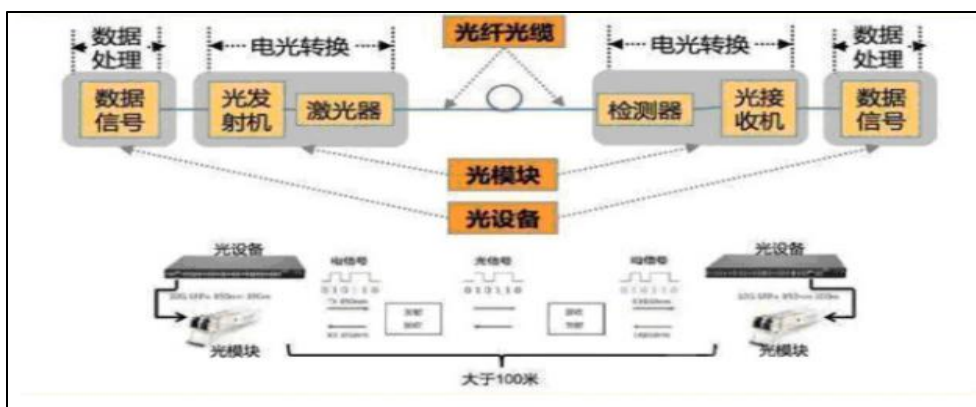 数据
处理
电光转换
光纤光缆
电光转换
数据
处理
数据
信号
光发
射机
激光器
检测器
光接
收机
数据
信号
光模块
光设备
光设备
电信号
光信号
电信号
光设备
010110
010110
010110
光模块
光模块
大于100米